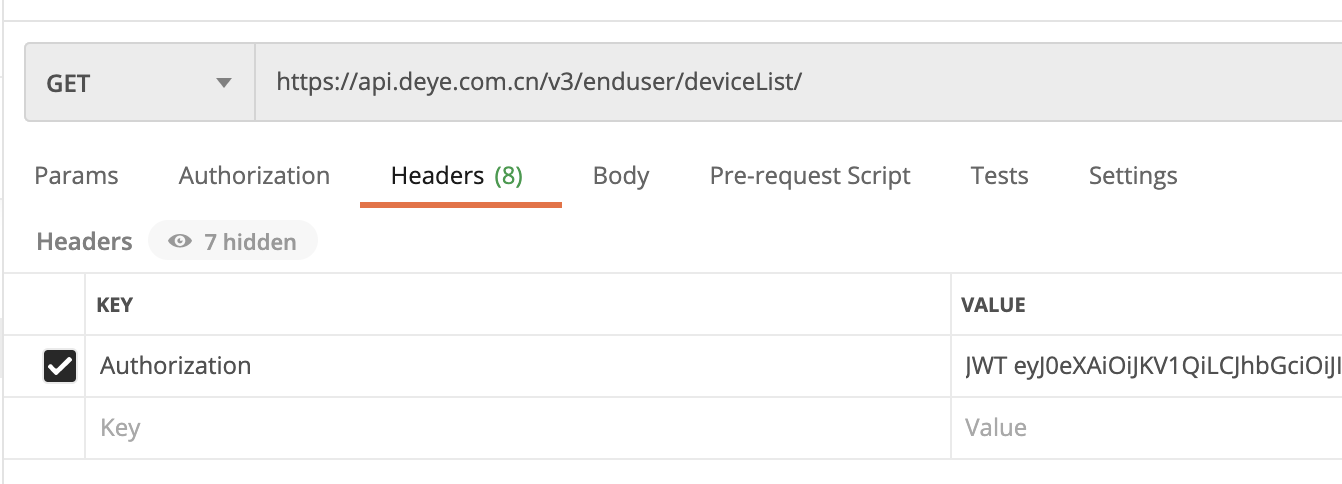 GET https://api.deye.com.cn/v3/enduser/deviceList/
Params Authorization Headers (8) Body Pre-request Script Tests Settings
Headers 7 hidden
KEY VALUE
Authorization JWT eyJ0eXAiOiJKV1QiLCJhbGciOiJI
Key Value